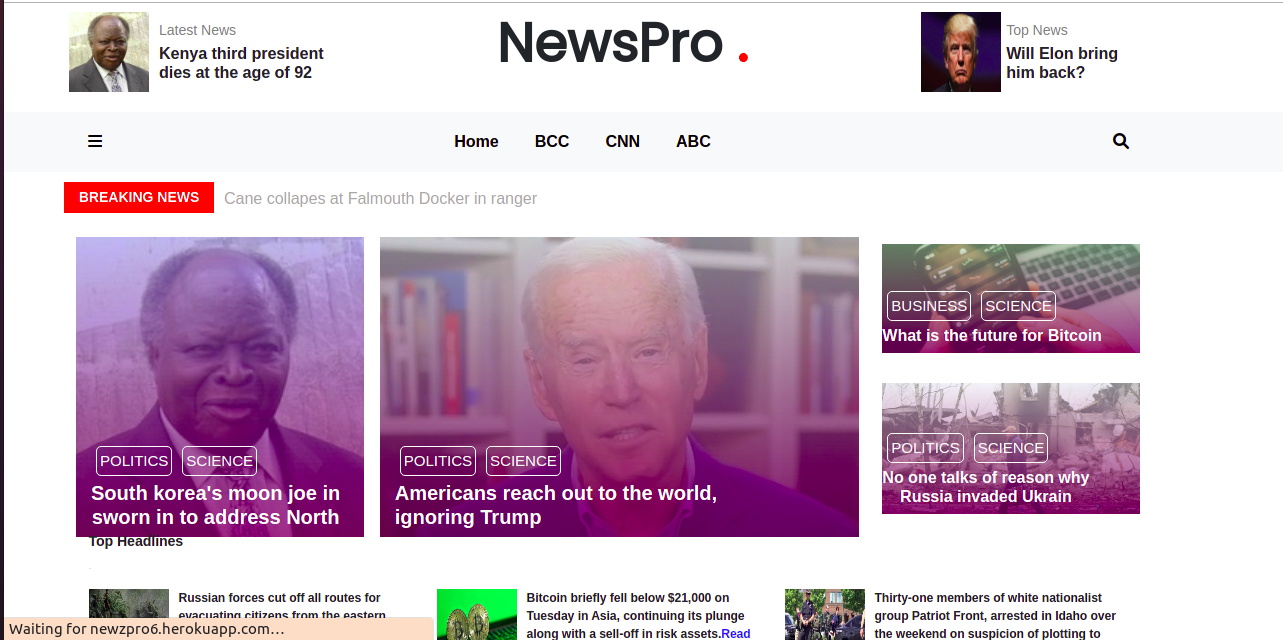 Latest News
Kenya third president
dies at the age of 92
NewsPro .
Top News
Will Elon bring
him back?
Home BCC CNN ABC
BREAKING NEWS Cane collapes at Falmouth Docker in ranger
POLITICS SCIENCE
South korea's moon joe in
sworn in to address North
POLITICS SCIENCE
Americans reach out to the world,
ignoring Trump
BUSINESS SCIENCE
What is the future for Bitcoin
POLITICS SCIENCE
No one talks of reason why
Russia invaded Ukrain
Top Headlines
Russian forces cut off all routes for
evacuating citizens from the eastern
Bitcoin briefly fell below $21,000 on
Tuesday in Asia, continuing its plunge
along with a sell-off in risk assets.Read
Thirty-one members of white nationalist
group Patriot Front, arrested in Idaho over
the weekend on suspicion of plotting to
Waiting for newzpro6.herokuapp.com…